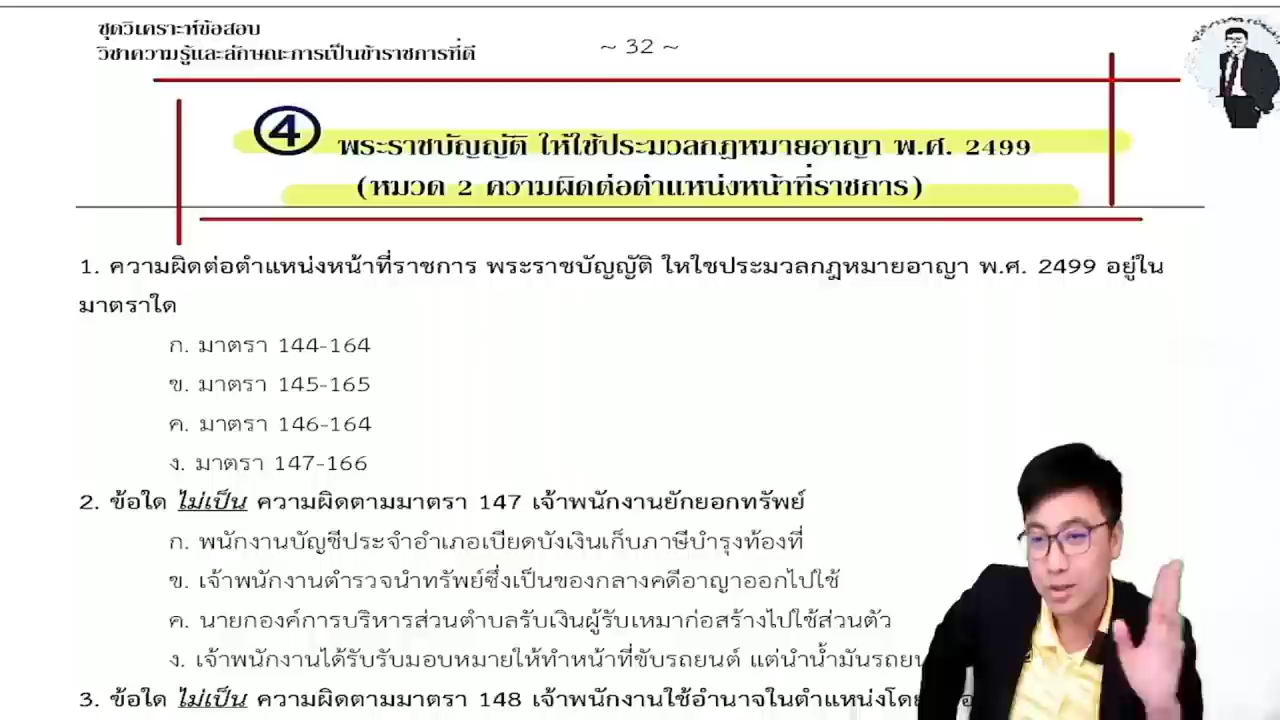 ชุดวิเคราะห์ข้อสอบ
วิชาความรู้และลักษณะการเป็นข้าราชการที่ดี
~ 32 ~
4 พระราชบัญญัติ ให้ใช้ประมวลกฎหมายอาญา พ.ศ. 2499
(หมวด 2 ความผิดต่อตำแหน่งหน้าที่ราชการ)
1. ความผิดต่อตำแหน่งหน้าที่ราชการ พระราชบัญญัติ ใหใชประมวลกฎหมายอาญา พ.ศ. 2499 อยู่ใน
มาตราใด
ก. มาตรา 144-164
ข. มาตรา 145-165
ค. มาตรา 146-164
ง. มาตรา 147-166
2. ข้อใด ไม่เป็น ความผิดตามมาตรา 147 เจ้าพนักงานยักยอกทรัพย์
ก. พนักงานบัญชีประจำอำเภอเบียดบังเงินเก็บภาษีบำรุงท้องที่
ข. เจ้าพนักงานตำรวจนำทรัพย์ซึ่งเป็นของกลางคดีอาญาออกไปใช้
ค. นายกองค์การบริหารส่วนตำบลรับเงินผู้รับเหมาก่อสร้างไปใช้ส่วนตัว
ง. เจ้าพนักงานได้รับรับมอบหมายให้ทำหน้าที่ขับรถยนต์ แต่นำน้ำมัน
3. ข้อใด ไม่เป็น ความผิดตามมาตรา 148 เจ้าพนักงานใช้อำนาจในตำแหน่ง